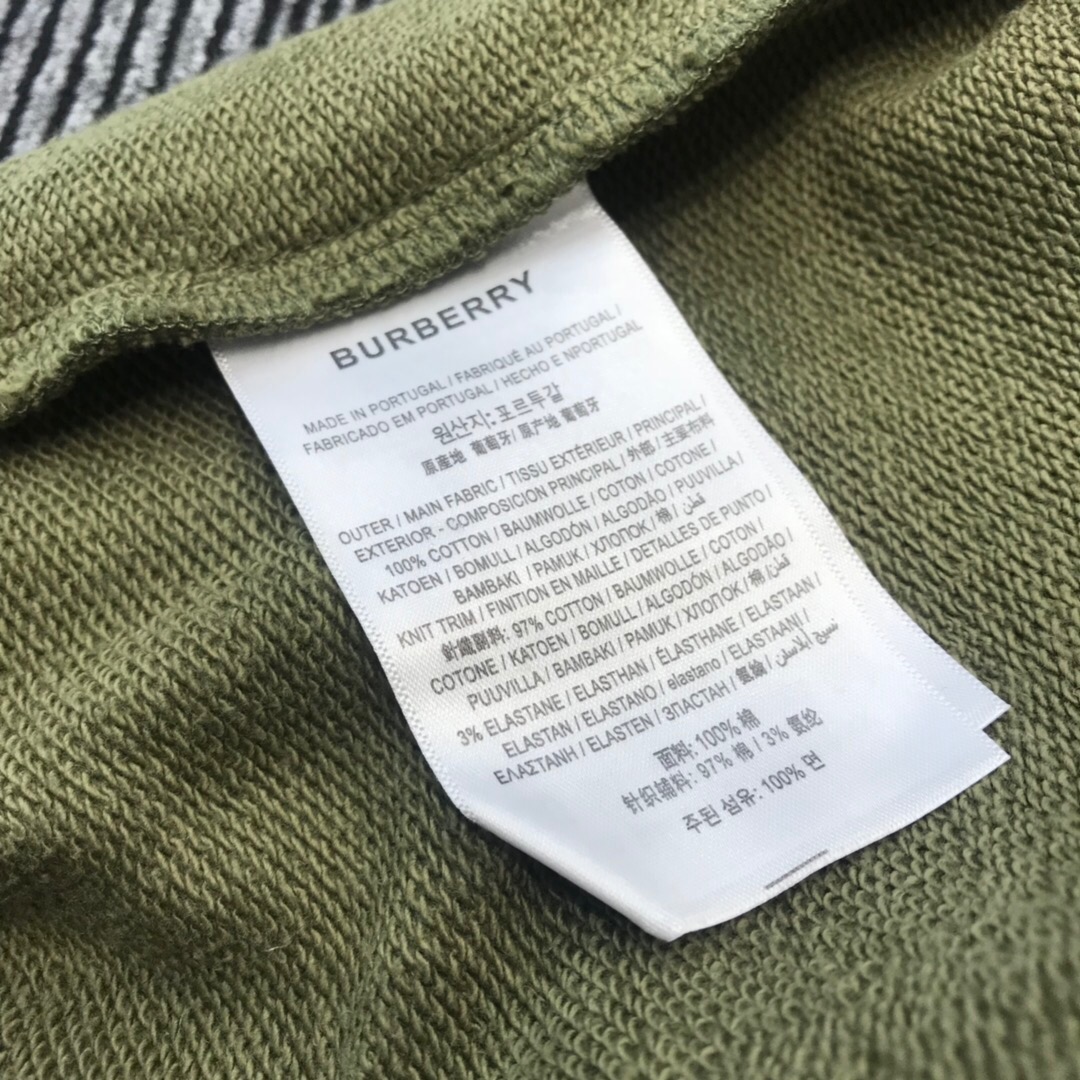 BURBERRY
MADE IN PORTUGAL / FABRIQUÉ AU PORTUGAL /
FABRICADO EM PORTUGAL / HECHO E NPORTUGAL
원산지: 포르투갈
原產地 葡萄牙/ 原产地 葡萄牙
OUTER / MAIN FABRIC / TISSU EXTÉRIEUR / PRINCIPAL /
EXTERIOR - COMPOSICION PRINCIPAL / 外部 / 主要布料
100% COTTON / BAUMWOLLE / COTON / COTONE /
KATOEN / BOMULL / ALGODÓN / ALGODÃO / PUUVILLA /
BAMBAKI / PAMUK / ХЛОПОК / 棉 / قطن /
KNIT TRIM / FINITION EN MAILLE / DETALLES DE PUNTO /
針織副料: 97% COTTON / BAUMWOLLE / COTON /
COTONE / KATOEN / BOMULL / ALGODÓN / ALGODÃO /
PUUVILLA / BAMBAKI / PAMUK / ХЛОПОК / 棉 / قطن /
3% ELASTANE / ELASTHAN / ÉLASTHANE / ELASTAAN /
ELASTAN / ELASTANO / elastano / ELASTAANI /
ΕΛΑΣΤΑΝΗ / ELASTEN / ЭЛАСТАН / 氨綸 / نسيج ايلاستن /
面料: 100% 棉
针织辅料: 97% 棉 / 3% 氨纶
주된 섬유: 100% 면